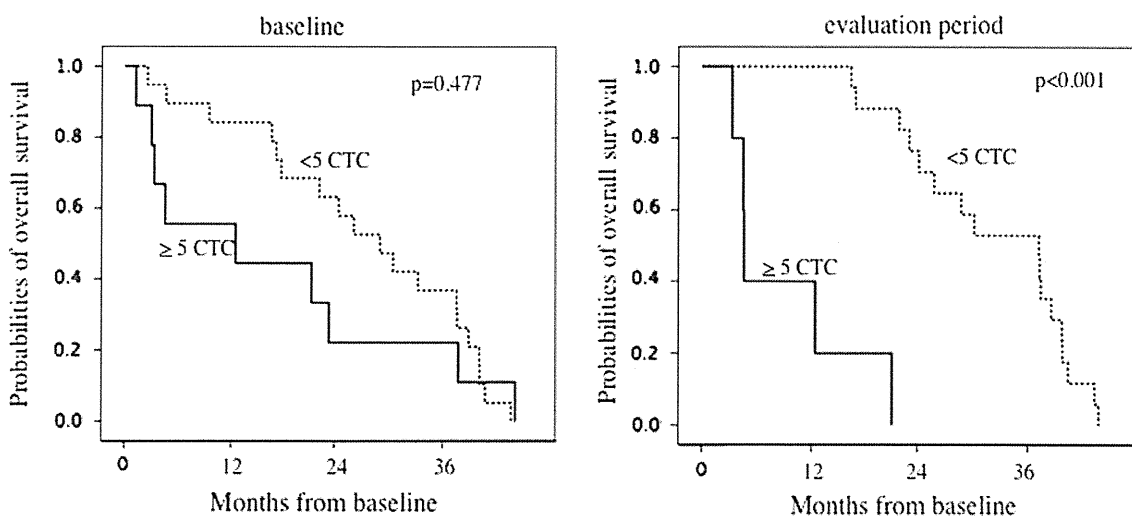 baseline
Probabilities of overall survival
1.0
0.8
0.6
0.4
0.2
0.0
p=0.477
<5 CTC
≥ 5 CTC
0 12 24 36
Months from baseline
evaluation period
Probabilities of overall survival
1.0
0.8
0.6
0.4
0.2
0.0
p<0.001
<5 CTC
≥ 5 CTC
0 12 24 36
Months from baseline